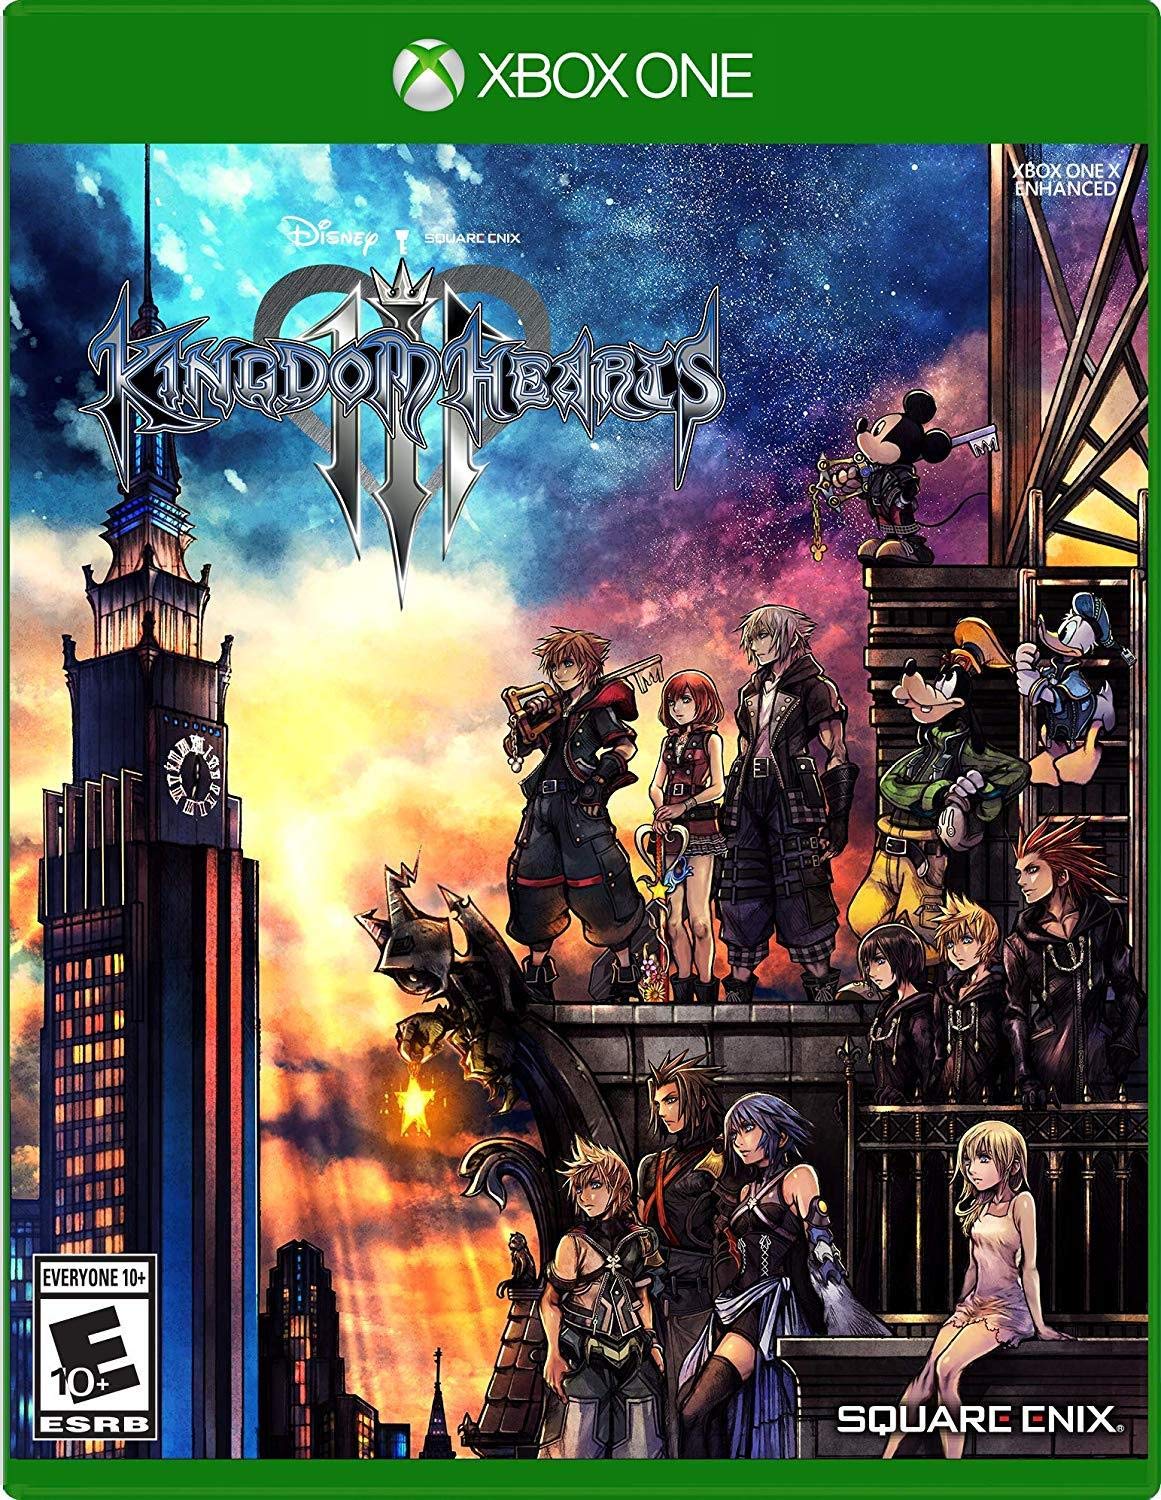 XBOX ONE
XBOX ONE X
ENHANCED
Disney SQUARE ENIX
KINGDOM HEARTS
III
EVERYONE 10+
E
10+
ESRB
SQUARE ENIX®